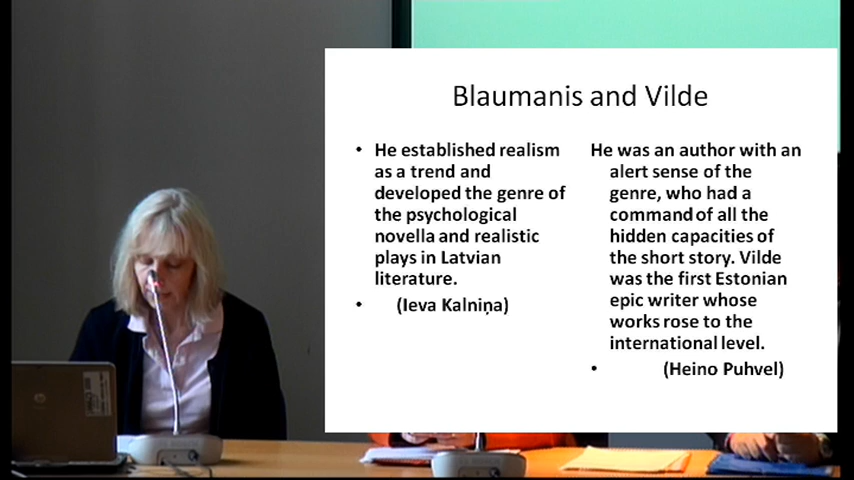 Blaumanis and Vilde
• He established realism
as a trend and
developed the genre of
the psychological
novella and realistic
plays in Latvian
literature.
• (Ieva Kalniņa)
He was an author with an
alert sense of the
genre, who had a
command of all the
hidden capacities of
the short story. Vilde
was the first Estonian
epic writer whose
works rose to the
international level.
• (Heino Puhvel)